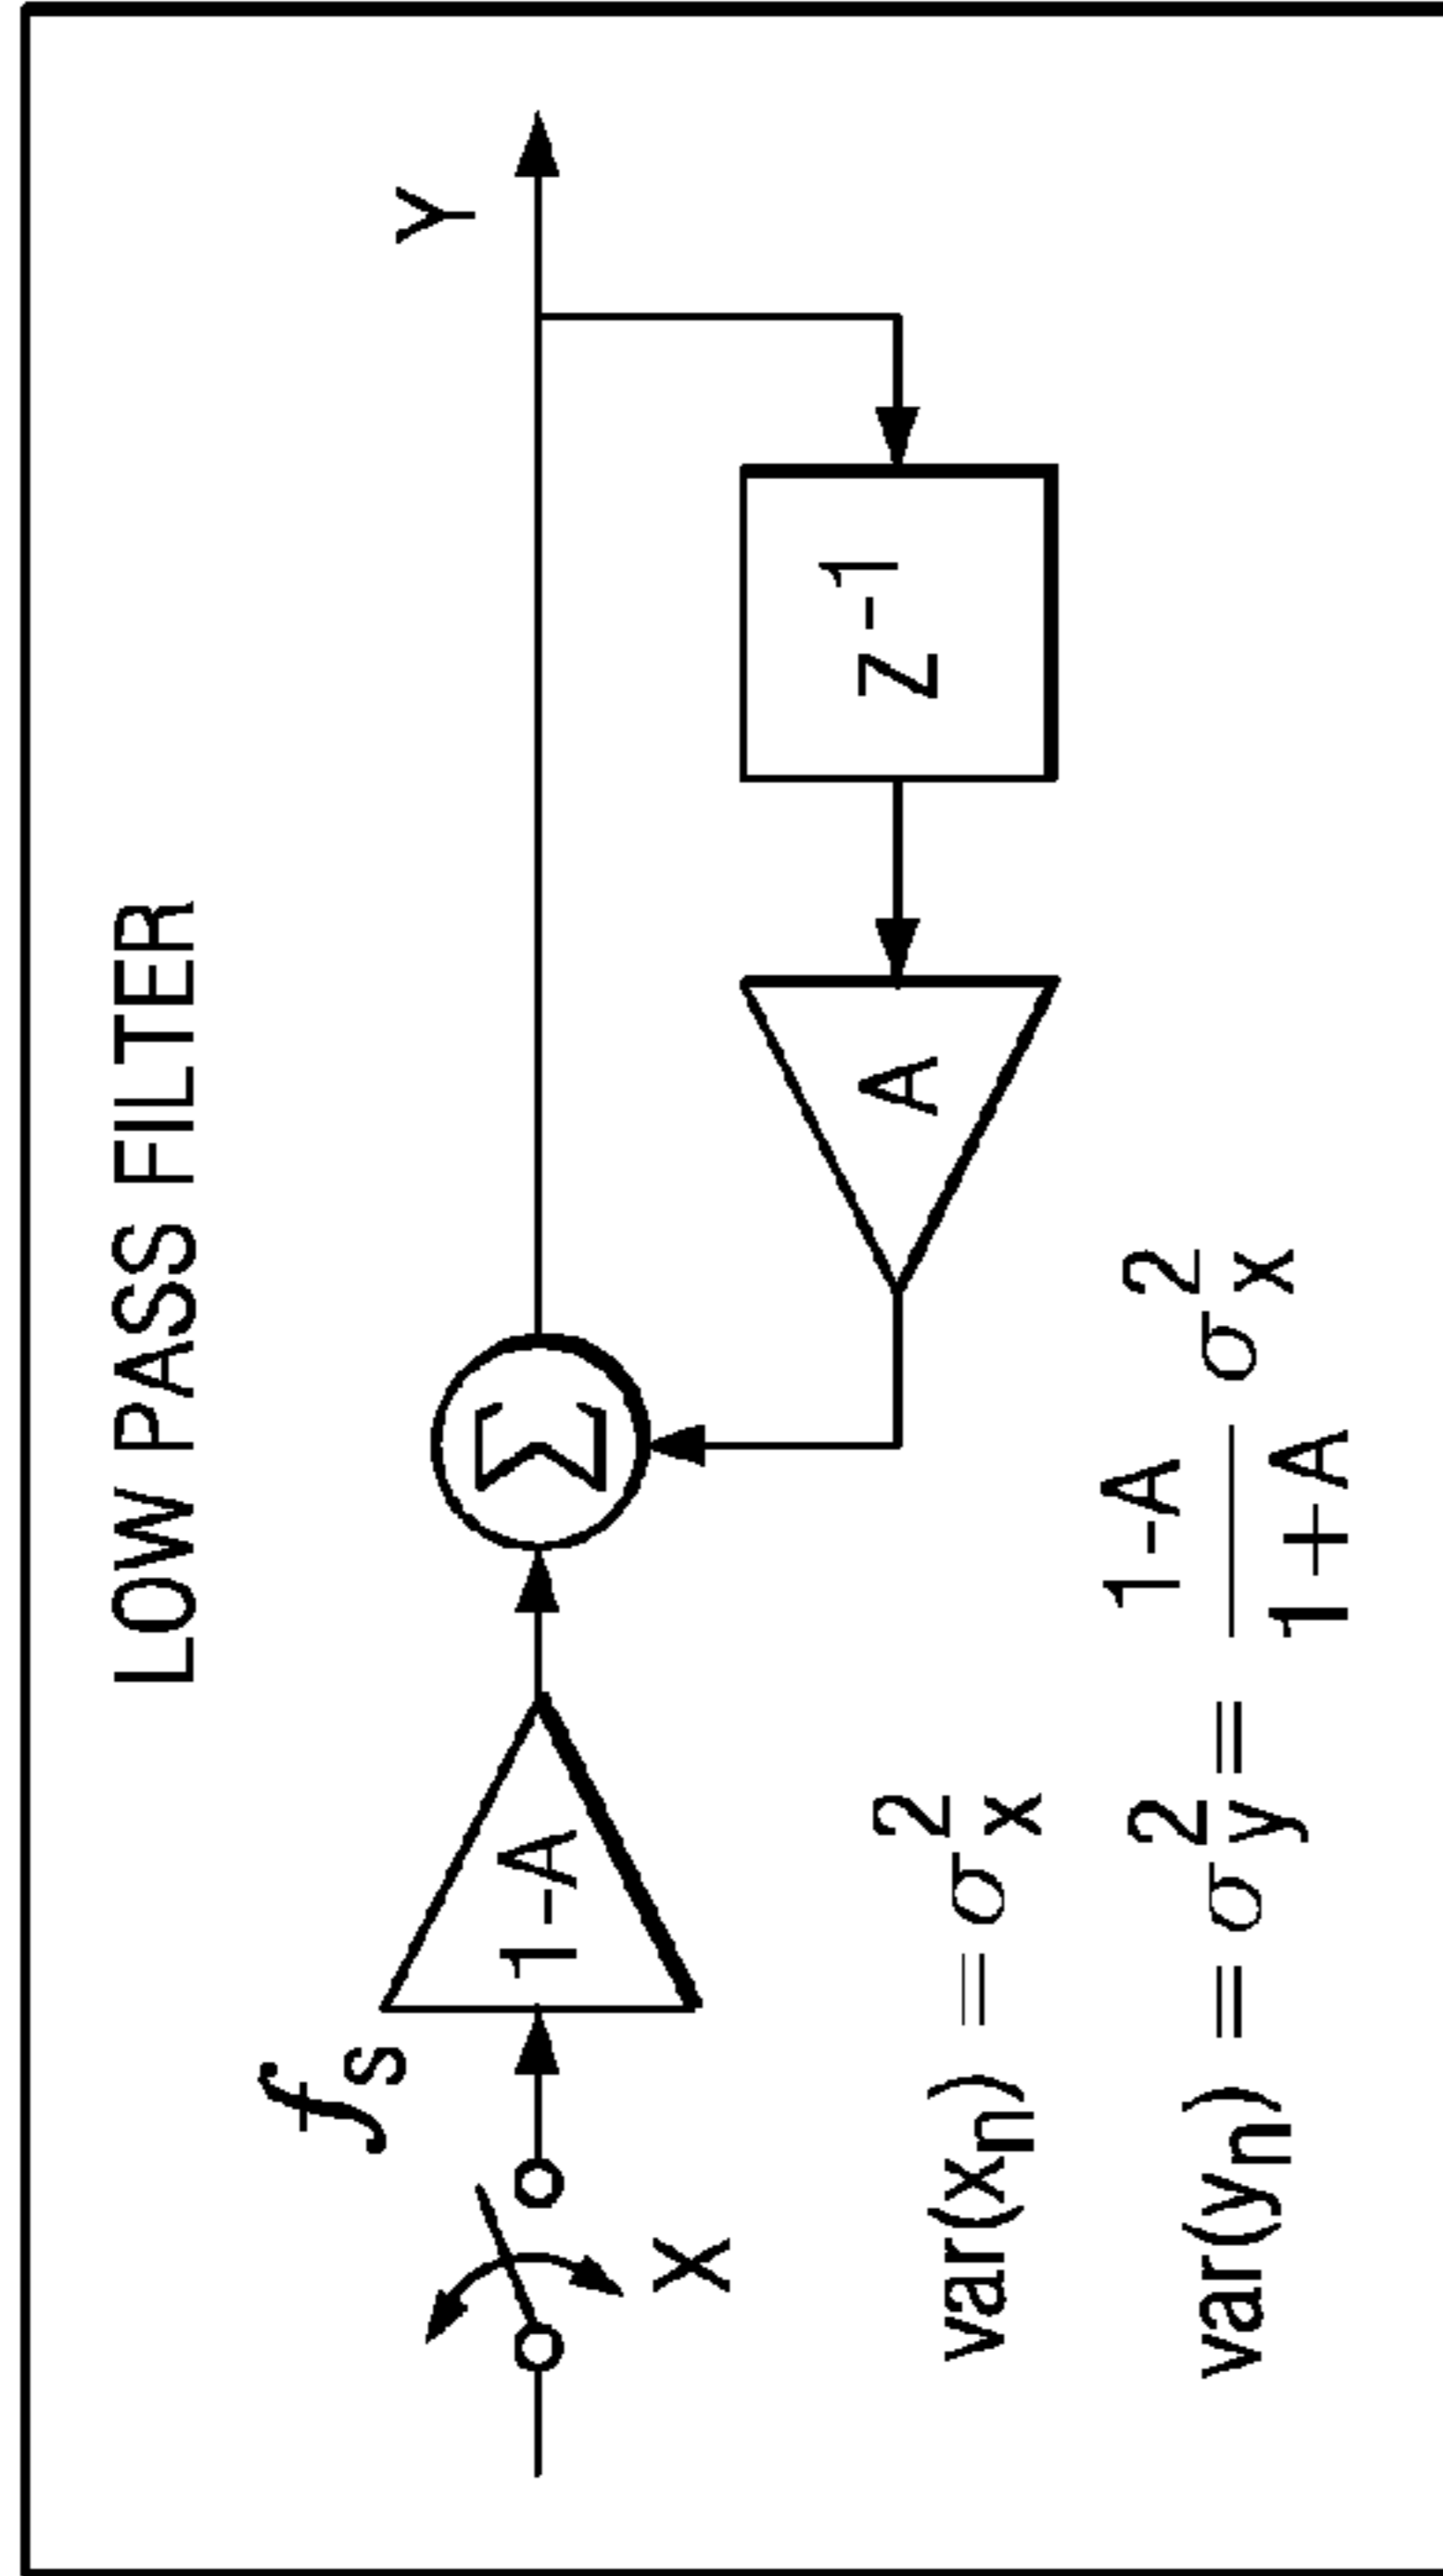 LOW PASS FILTER
fs
X
1-A
Σ
Y
A
Z-1
var(xn) = σ2x
var(yn) = σ2y = 1-A / 1+A σ2x